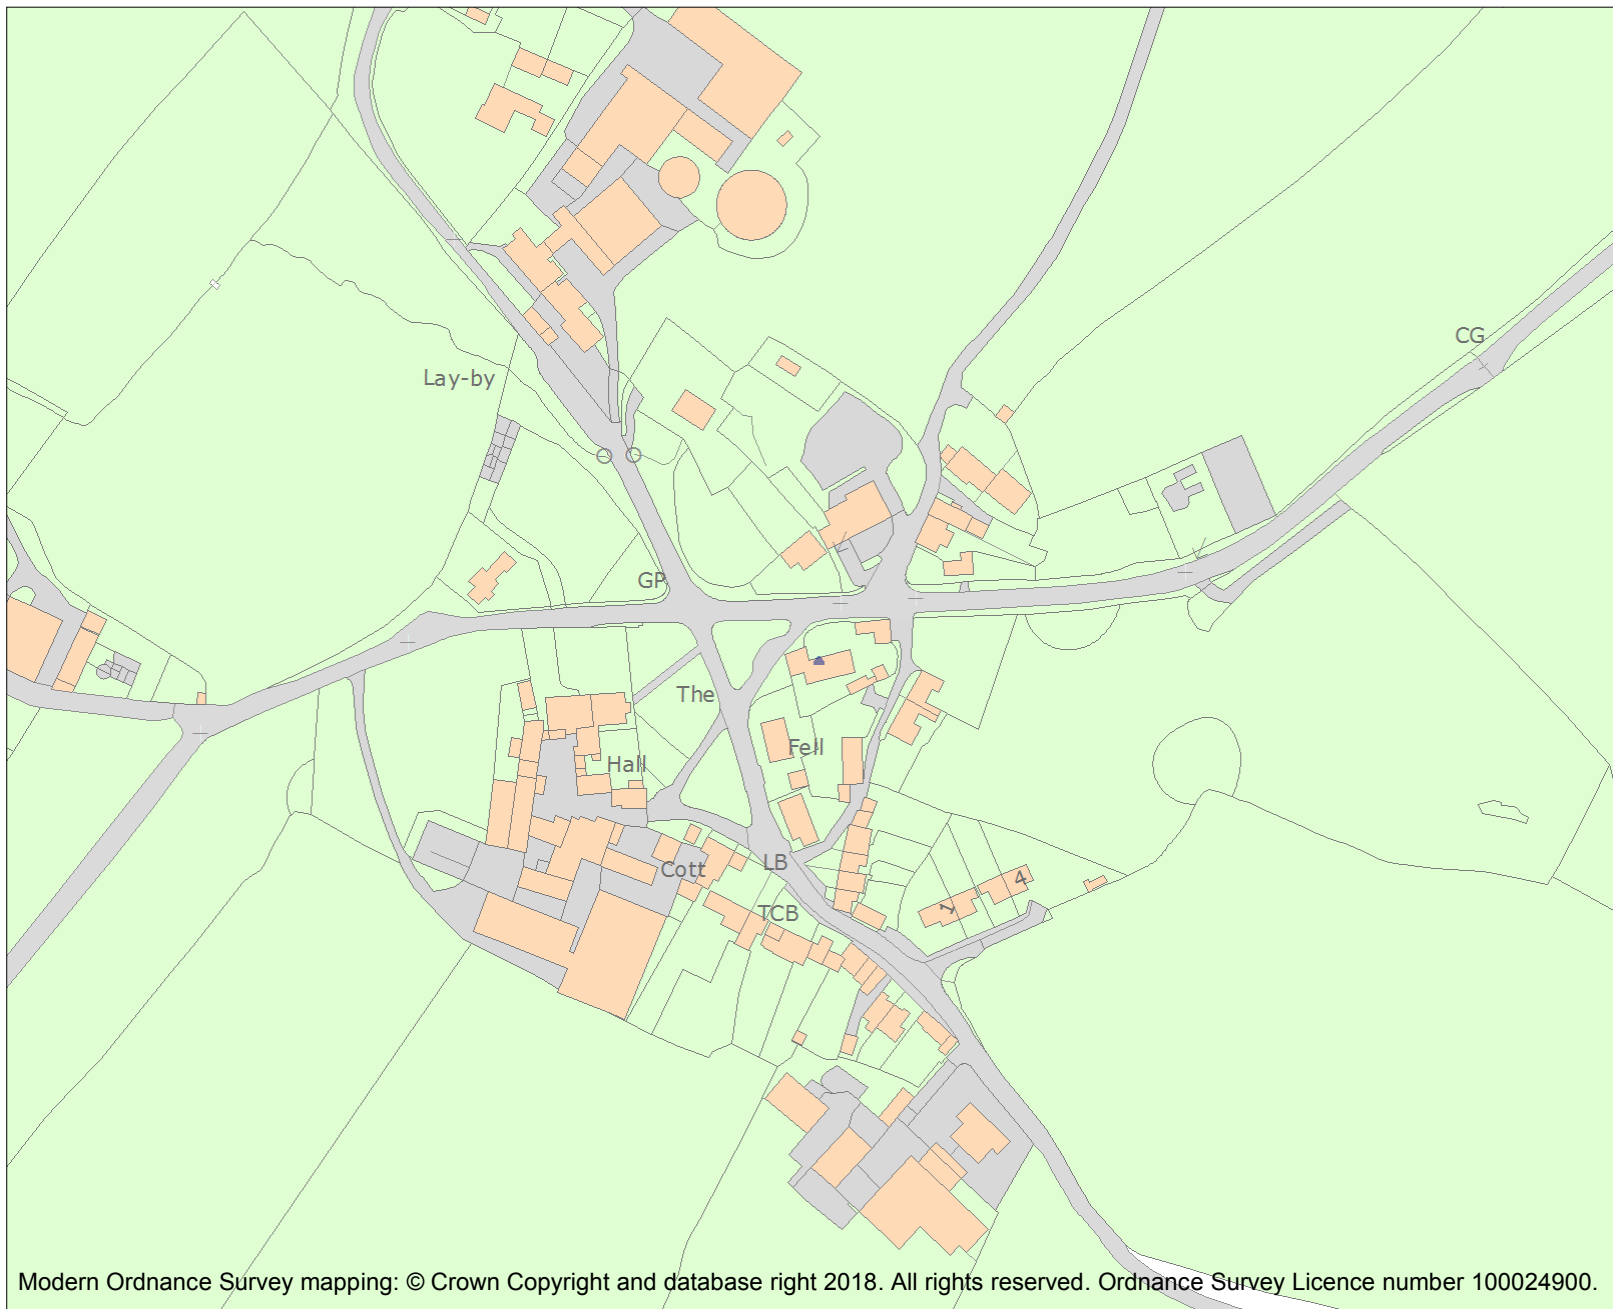 CG
Lay-by
GP
The
Fell
Hall
LB
Cott
4
1
TCB
Modern Ordnance Survey mapping: © Crown Copyright and database right 2018. All rights reserved. Ordnance Survey Licence number 100024900.